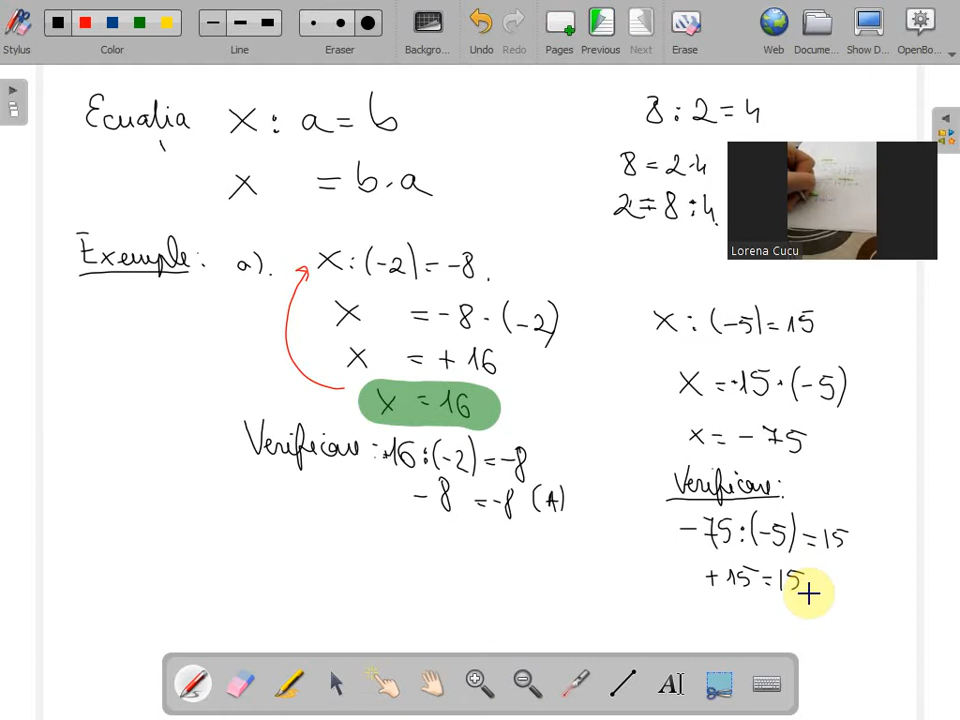 Stylus Color Line Eraser Backgro... Undo Redo Pages Previous Next Erase Web Docume... Show D... OpenBo...
Ecuația x : a = b
x = b · a
8 : 2 = 4
8 = 2 · 4
2 = 8 : 4
Lorena Cucu
Exemple: a). x : (-2) = -8.
x = -8 · (-2)
x = + 16
x = 16
Verificare : +16 : (-2) = -8
-8 = -8 (A)
x : (-5) = 15
x = +15 · (-5)
x = - 75
Verificare:
- 75 : (-5) = 15
+ 15 = 15